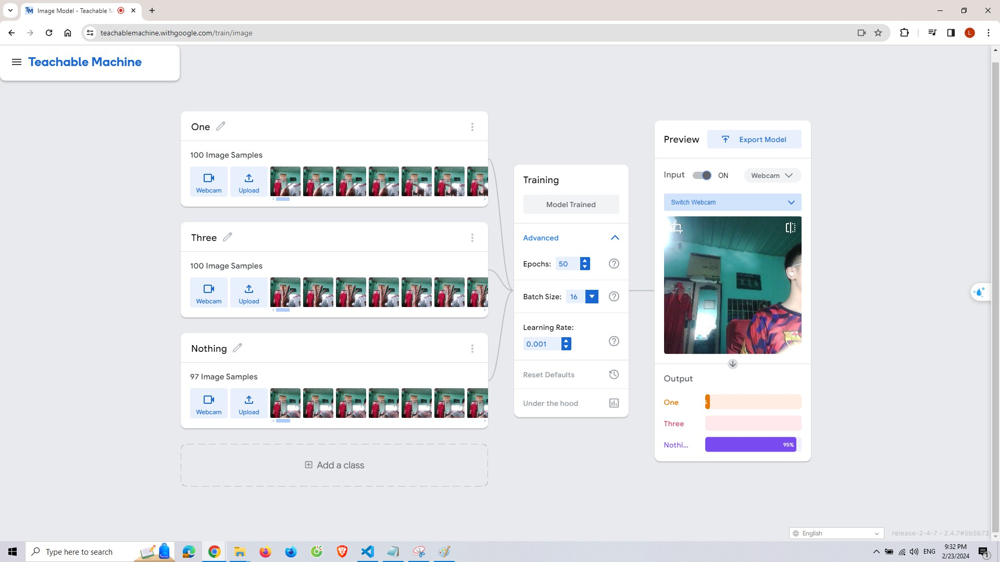 Image Model - Teachable M
teachablemachine.withgoogle.com/train/image
L
Teachable Machine
One
100 Image Samples
Webcam
Upload
Three
100 Image Samples
Webcam
Upload
Nothing
97 Image Samples
Webcam
Upload
Add a class
Training
Model Trained
Advanced
Epochs: 50
Batch Size: 16
Learning Rate:
0.001
Reset Defaults
Under the hood
Preview
Export Model
Input ON Webcam
Switch Webcam
Output
One
Three
Nothi... 95%
English
release-2-4-7 - 2.4.7#5b5b73
Type here to search
ENG
9:32 PM
2/23/2024
1